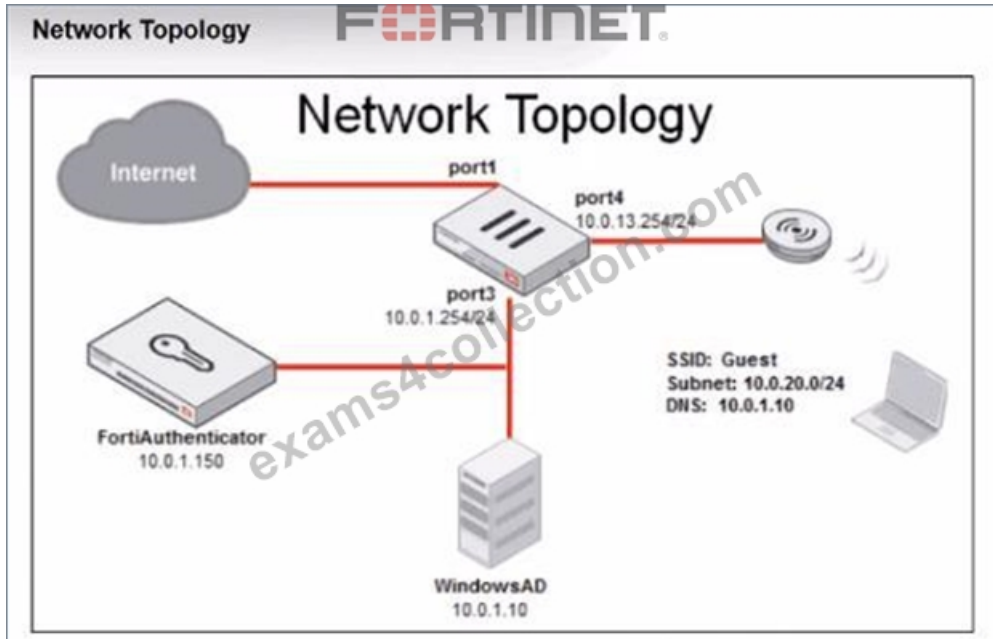 Network Topology
FORTINET
Network Topology
Internet
port1
port4
10.0.13.254/24
port3
10.0.1.254/24
FortiAuthenticator
10.0.1.150
SSID: Guest
Subnet: 10.0.20.0/24
DNS: 10.0.1.10
WindowsAD
10.0.1.10
exams4collection.com